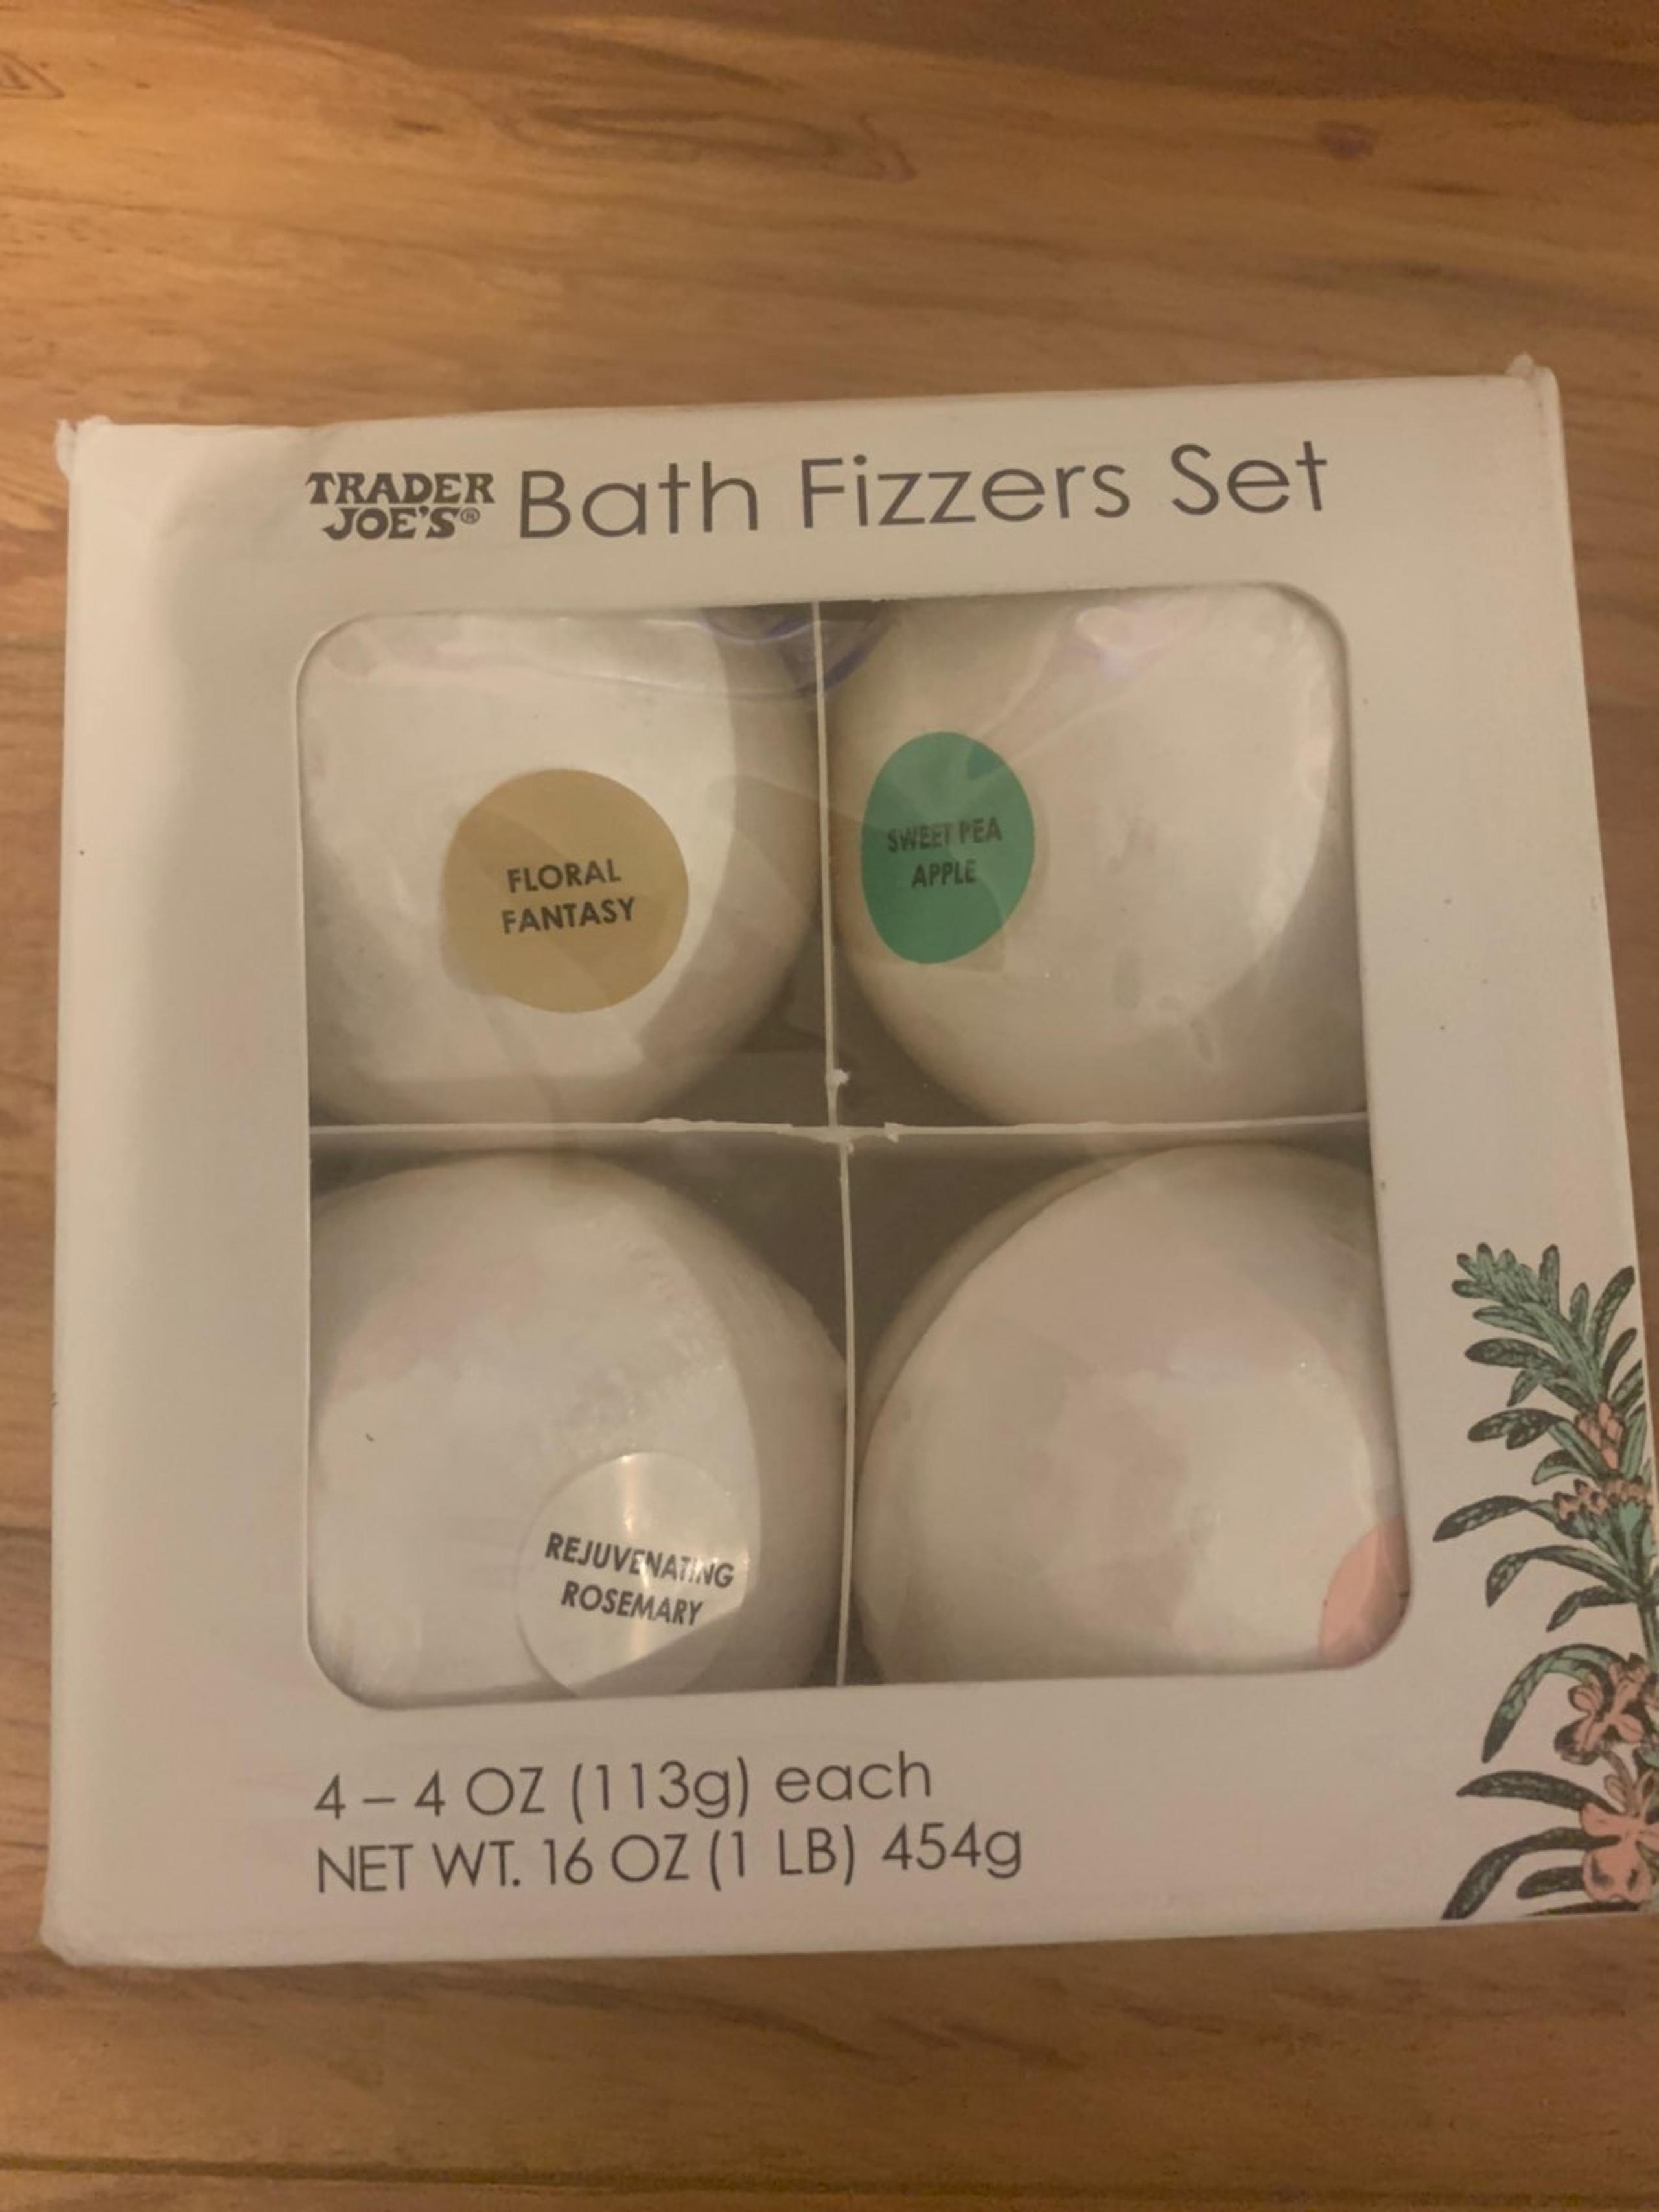 TRADER JOE'S® Bath Fizzers Set
FLORAL
FANTASY
SWEET PEA
APPLE
REJUVENATING
ROSEMARY
4 – 4 OZ (113g) each
NET WT. 16 OZ (1 LB) 454g